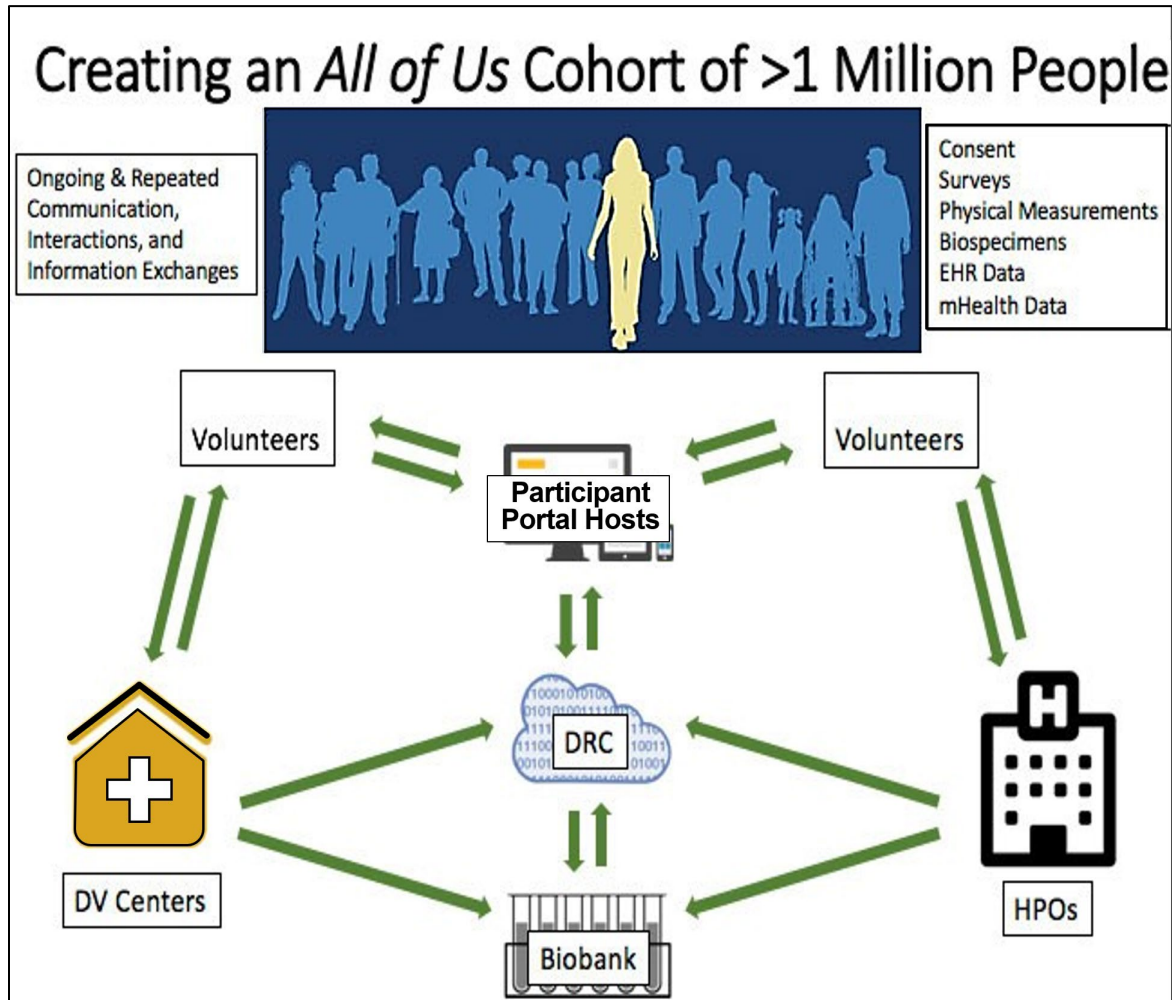 Creating an All of Us Cohort of >1 Million People
Ongoing & Repeated
Communication,
Interactions, and
Information Exchanges
Consent
Surveys
Physical Measurements
Biospecimens
EHR Data
mHealth Data
Volunteers
Volunteers
Participant
Portal Hosts
DRC
H
DV Centers
HPOs
Biobank